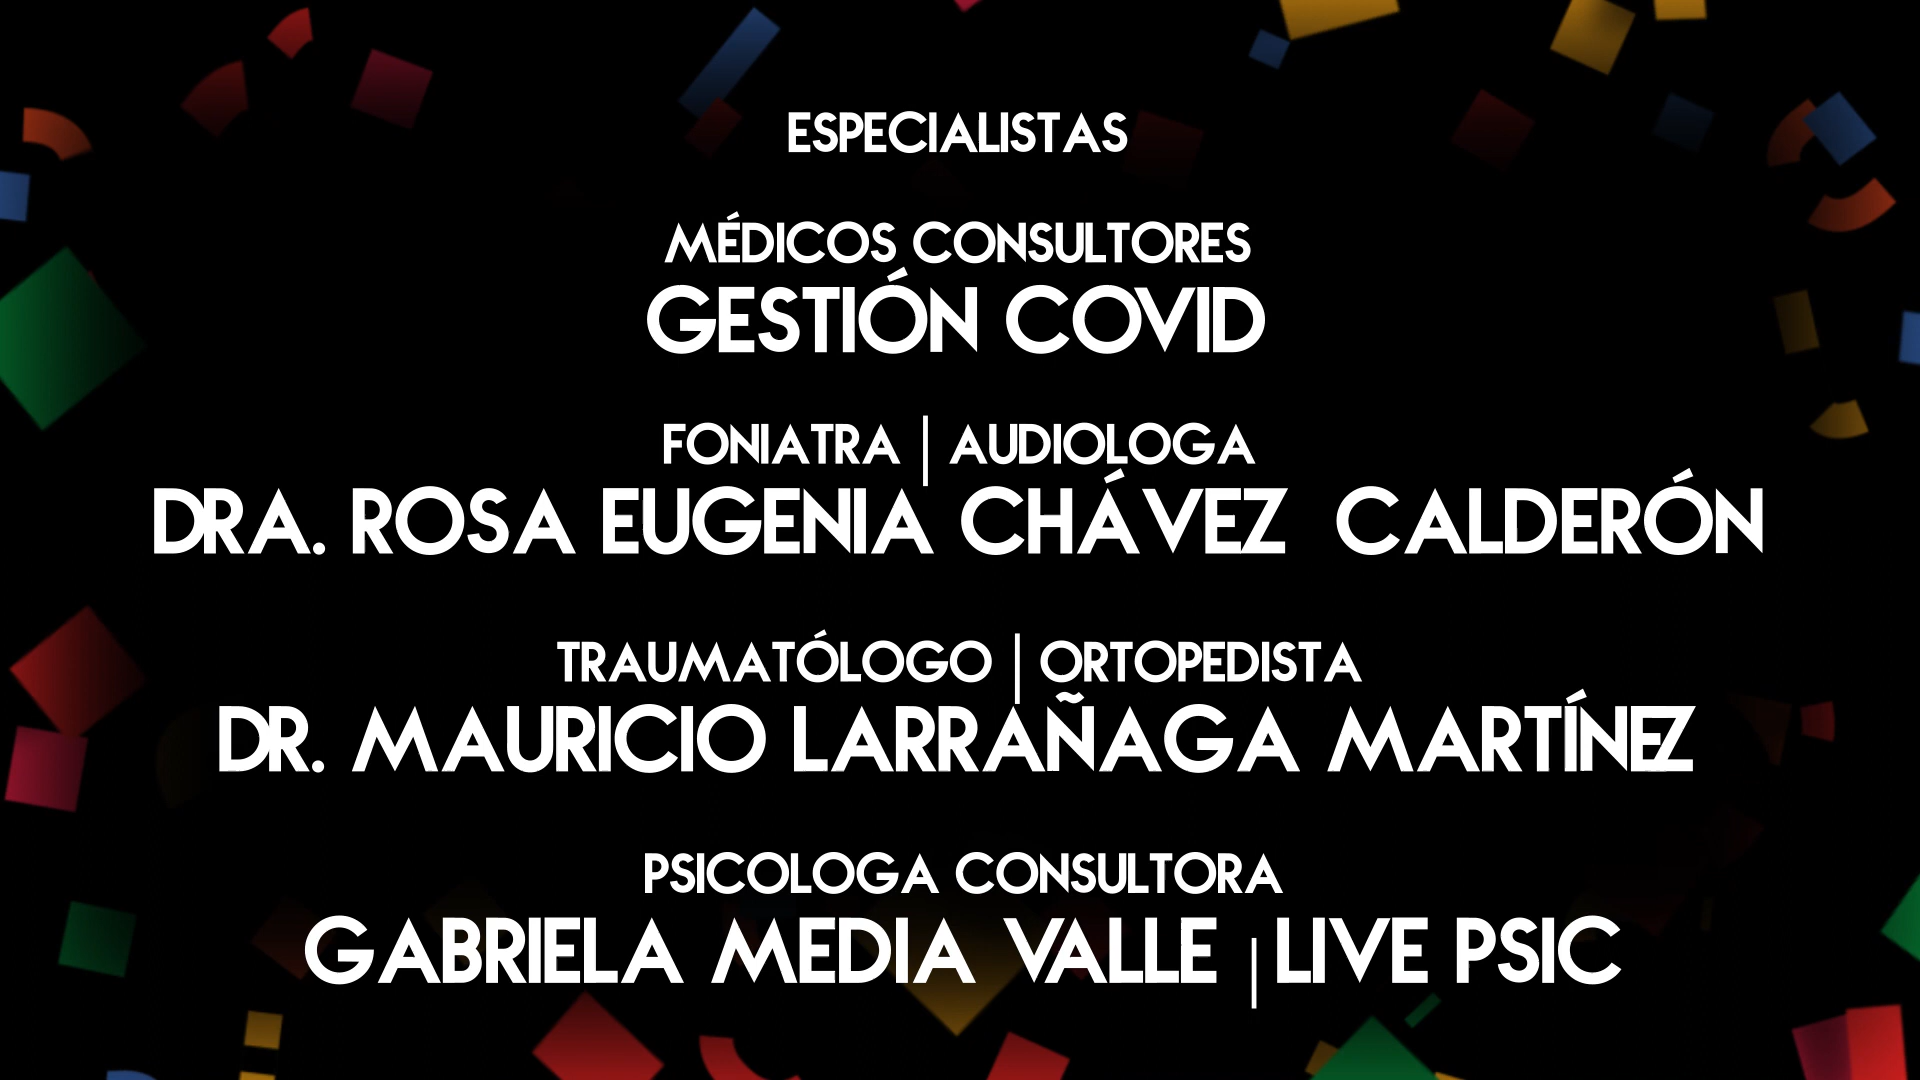 ESPECIALISTAS
MÉDICOS CONSULTORES
GESTIÓN COVID
FONIATRA | AUDIOLOGA
DRA. ROSA EUGENIA CHÁVEZ CALDERÓN
TRAUMATÓLOGO | ORTOPEDISTA
DR. MAURICIO LARRAÑAGA MARTÍNEZ
PSICOLOGA CONSULTORA
GABRIELA MEDIA VALLE | LIVE PSIC